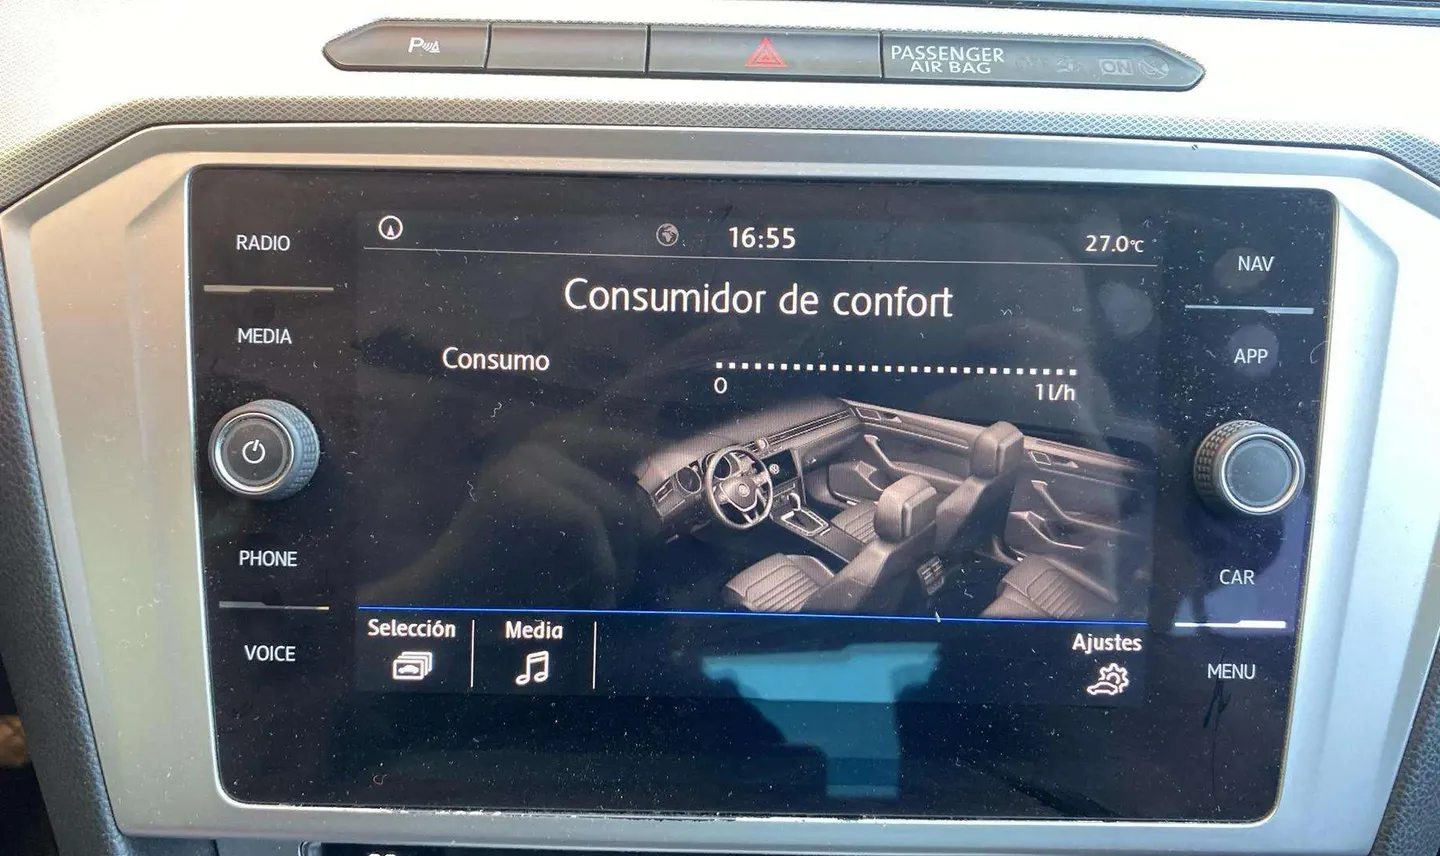 P
PASSENGER
AIR BAG
ON
RADIO
MEDIA
PHONE
VOICE
16:55
27.0°C
Consumidor de confort
Consumo
0
1 l/h
Selección
Media
Ajustes
NAV
APP
CAR
MENU